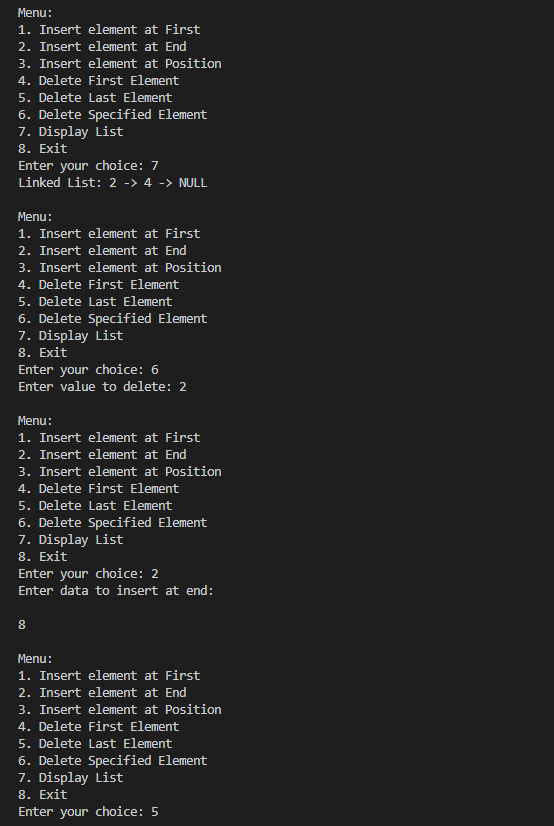 Menu:
1. Insert element at First
2. Insert element at End
3. Insert element at Position
4. Delete First Element
5. Delete Last Element
6. Delete Specified Element
7. Display List
8. Exit
Enter your choice: 7
Linked List: 2 -> 4 -> NULL
Menu:
1. Insert element at First
2. Insert element at End
3. Insert element at Position
4. Delete First Element
5. Delete Last Element
6. Delete Specified Element
7. Display List
8. Exit
Enter your choice: 6
Enter value to delete: 2
Menu:
1. Insert element at First
2. Insert element at End
3. Insert element at Position
4. Delete First Element
5. Delete Last Element
6. Delete Specified Element
7. Display List
8. Exit
Enter your choice: 2
Enter data to insert at end:
8
Menu:
1. Insert element at First
2. Insert element at End
3. Insert element at Position
4. Delete First Element
5. Delete Last Element
6. Delete Specified Element
7. Display List
8. Exit
Enter your choice: 5